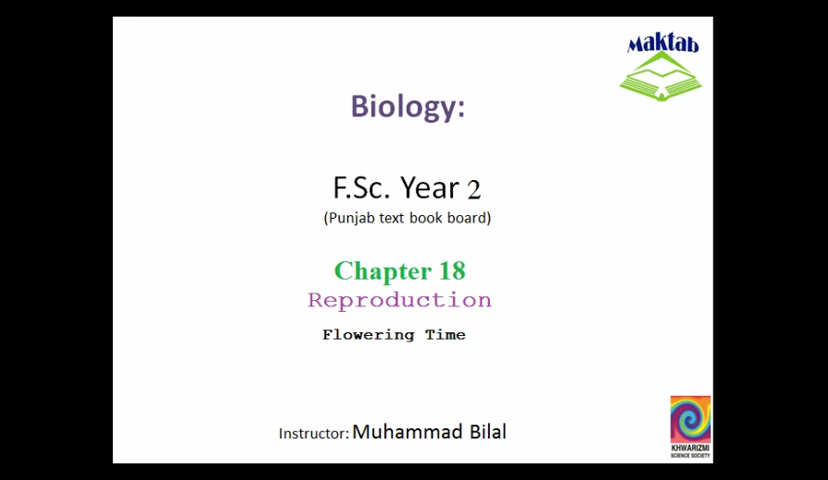 Maktab
Biology:
F.Sc. Year 2
(Punjab text book board)
Chapter 18
Reproduction
Flowering Time
Instructor: Muhammad Bilal
KHWARIZMI
SCIENCE SOCIETY